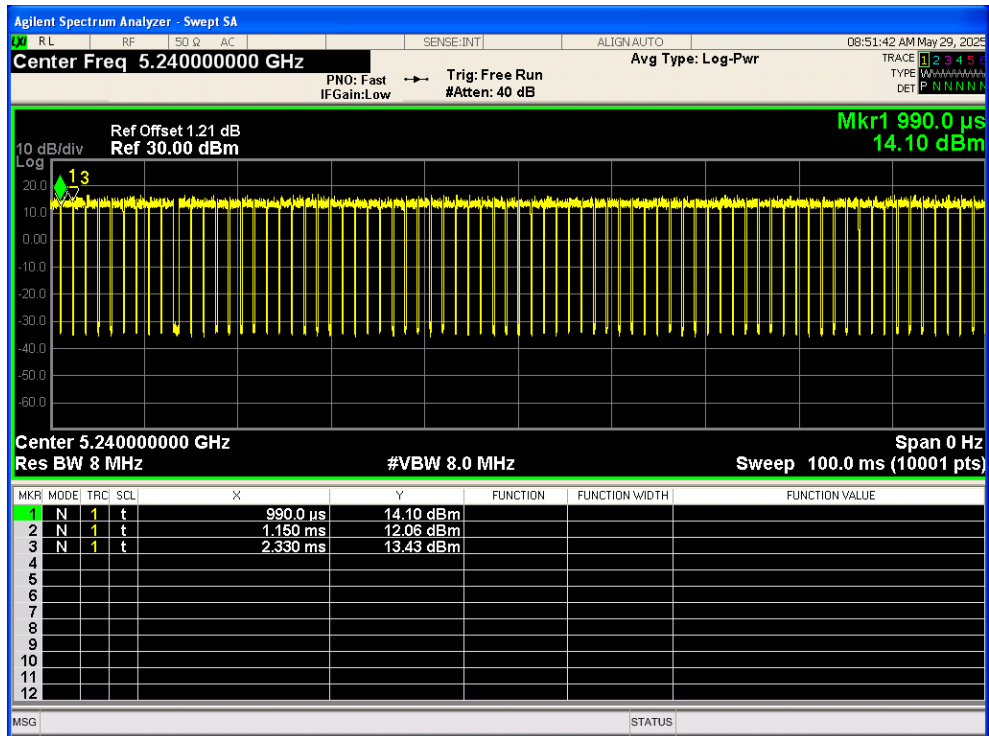 Agilent Spectrum Analyzer - Swept SA
LXI RL RF 50 Ω AC SENSE:INT ALIGNAUTO 08:51:42 AM May 29, 2025
Center Freq 5.240000000 GHz Avg Type: Log-Pwr TRACE 1 2 3 4 5 6
PNO: Fast Trig: Free Run TYPE WWWWWW
IFGain:Low #Atten: 40 dB DET P N N N N N
Mkr1 990.0 µs
14.10 dBm
Ref Offset 1.21 dB
10 dB/div Ref 30.00 dBm
Log
1 3
20.0
10.0
0.00
-10.0
-20.0
-30.0
-40.0
-50.0
-60.0
Center 5.240000000 GHz Span 0 Hz
Res BW 8 MHz #VBW 8.0 MHz Sweep 100.0 ms (10001 pts)
MKR MODE TRC SCL X Y FUNCTION FUNCTION WIDTH FUNCTION VALUE
1 N 1 t 990.0 µs 14.10 dBm
2 N 1 t 1.150 ms 12.06 dBm
3 N 1 t 2.330 ms 13.43 dBm
4
5
6
7
8
9
10
11
12
MSG STATUS